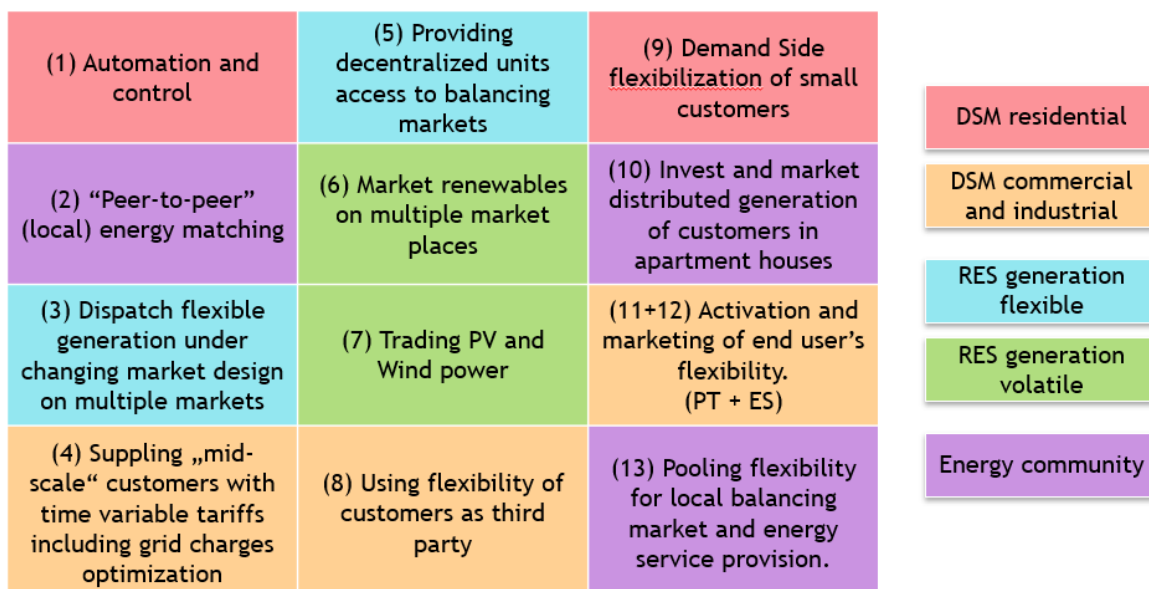 (1) Automation and
control
(5) Providing
decentralized units
access to balancing
markets
(9) Demand Side
flexibilization of small
customers
(2) “Peer-to-peer”
(local) energy matching
(6) Market renewables
on multiple market
places
(10) Invest and market
distributed generation
of customers in
apartment houses
(3) Dispatch flexible
generation under
changing market design
on multiple markets
(7) Trading PV and
Wind power
(11+12) Activation and
marketing of end user’s
flexibility.
(PT + ES)
(4) Suppling „mid-
scale“ customers with
time variable tariffs
including grid charges
optimization
(8) Using flexibility of
customers as third
party
(13) Pooling flexibility
for local balancing
market and energy
service provision.
DSM residential
DSM commercial
and industrial
RES generation
flexible
RES generation
volatile
Energy community